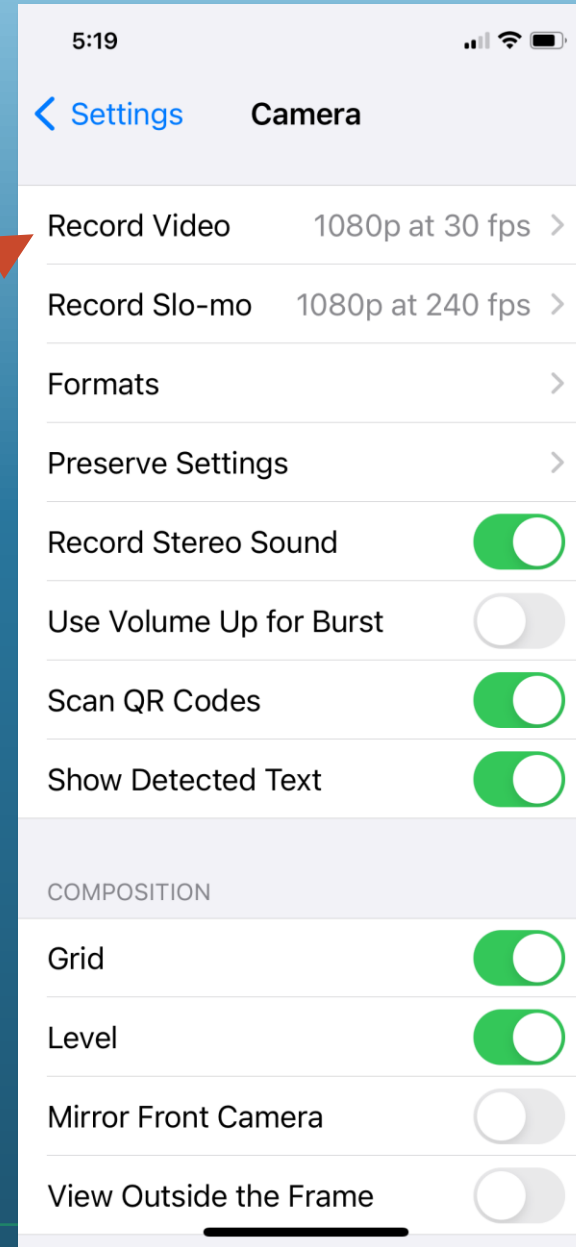 5:19
Settings Camera
Record Video 1080p at 30 fps
Record Slo-mo 1080p at 240 fps
Formats
Preserve Settings
Record Stereo Sound
Use Volume Up for Burst
Scan QR Codes
Show Detected Text
COMPOSITION
Grid
Level
Mirror Front Camera
View Outside the Frame